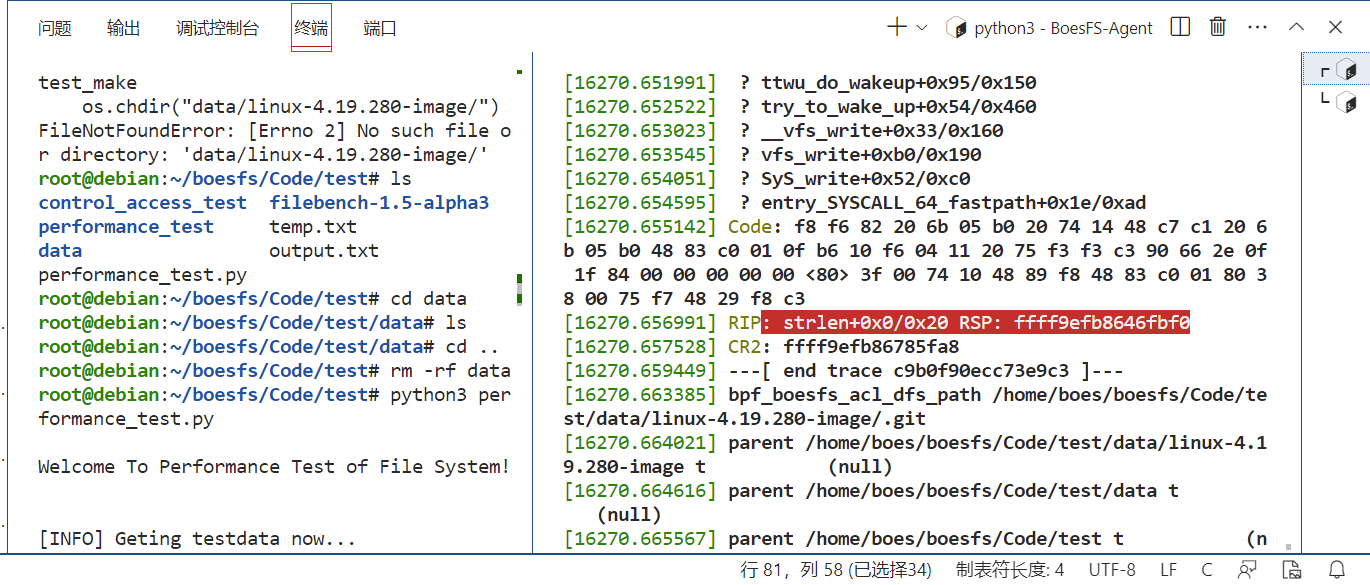 问题 输出 调试控制台 终端 端口
python3 - BoesFS-Agent
test_make
os.chdir("data/linux-4.19.280-image/")
FileNotFoundError: [Errno 2] No such file o
r directory: 'data/linux-4.19.280-image/'
root@debian:~/boesfs/Code/test# ls
control_access_test filebench-1.5-alpha3
performance_test temp.txt
data output.txt
performance_test.py
root@debian:~/boesfs/Code/test# cd data
root@debian:~/boesfs/Code/test/data# ls
root@debian:~/boesfs/Code/test/data# cd ..
root@debian:~/boesfs/Code/test# rm -rf data
root@debian:~/boesfs/Code/test# python3 per
formance_test.py
Welcome To Performance Test of File System!
[INFO] Geting testdata now...
[16270.651991] ? ttwu_do_wakeup+0x95/0x150
[16270.652522] ? try_to_wake_up+0x54/0x460
[16270.653023] ? __vfs_write+0x33/0x160
[16270.653545] ? vfs_write+0xb0/0x190
[16270.654051] ? SyS_write+0x52/0xc0
[16270.654595] ? entry_SYSCALL_64_fastpath+0x1e/0xad
[16270.655142] Code: f8 f6 82 20 6b 05 b0 20 74 14 48 c7 c1 20 6
b 05 b0 48 83 c0 01 0f b6 10 f6 04 11 20 75 f3 f3 c3 90 66 2e 0f
1f 84 00 00 00 00 00 <80> 3f 00 74 10 48 89 f8 48 83 c0 01 80 3
8 00 75 f7 48 29 f8 c3
[16270.656991] RIP: strlen+0x0/0x20 RSP: ffff9efb8646fbf0
[16270.657528] CR2: ffff9efb86785fa8
[16270.659449] ---[ end trace c9b0f90ecc73e9c3 ]---
[16270.663385] bpf_boesfs_acl_dfs_path /home/boes/boesfs/Code/te
st/data/linux-4.19.280-image/.git
[16270.664021] parent /home/boes/boesfs/Code/test/data/linux-4.1
9.280-image t (null)
[16270.664616] parent /home/boes/boesfs/Code/test/data t
(null)
[16270.665567] parent /home/boes/boesfs/Code/test t (n
行 81，列 58 (已选择34) 制表符长度: 4 UTF-8 LF C